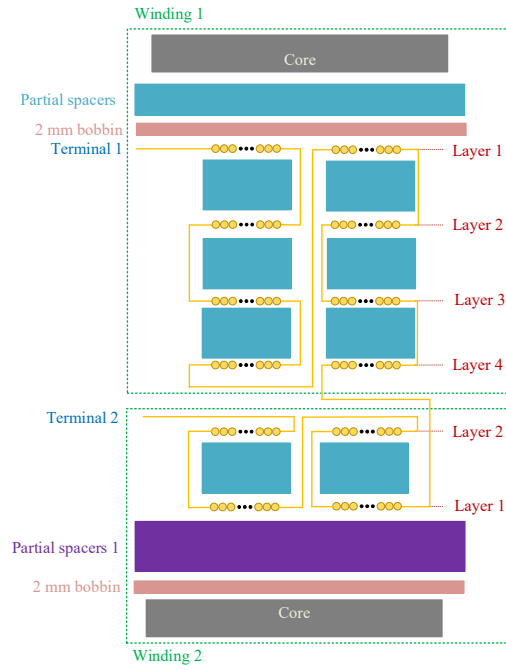 Winding 1
Core
Partial spacers
2 mm bobbin
Terminal 1
Layer 1
Layer 2
Layer 3
Layer 4
Terminal 2
Layer 2
Layer 1
Partial spacers 1
2 mm bobbin
Core
Winding 2